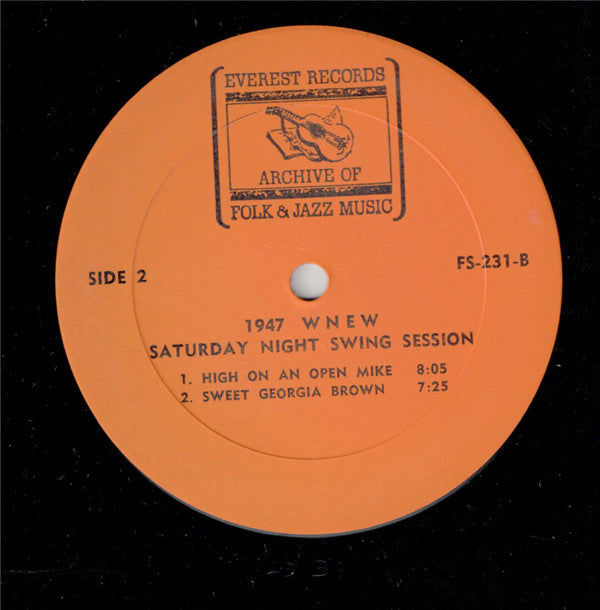 EVEREST RECORDS
ARCHIVE OF
FOLK & JAZZ MUSIC
SIDE 2
FS-231-B
1947 WNEW
SATURDAY NIGHT SWING SESSION
1. HIGH ON AN OPEN MIKE 8:05
2. SWEET GEORGIA BROWN 7:25